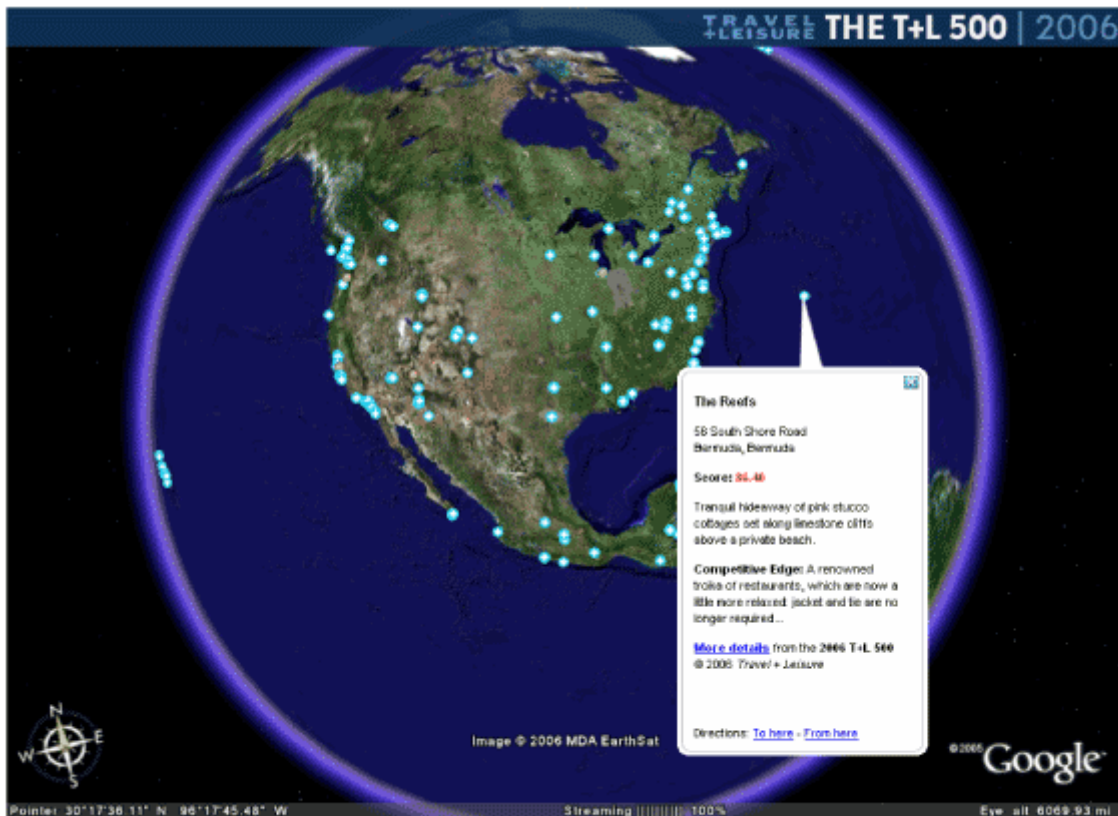 TRAVEL +LEISURE THE T+L 500 | 2006
The Reefs
58 South Shore Road
Bermuda, Bermuda
Score: 86.46
Tranquil hideaway of pink stucco
cottages set along limestone cliffs
above a private beach.
Competitive Edge: A renowned
troika of restaurants, which are now a
little more relaxed: jacket and tie are no
longer required...
More details from the 2006 T+L 500
© 2006 Travel + Leisure
Directions: To here - From here
N
W E
S
Image © 2006 MDA EarthSat
© 2005 Google
Pointer 30°17'36.11" N 96°17'45.48" W Streaming |||||||||| 100% Eye alt 6069.93 mi